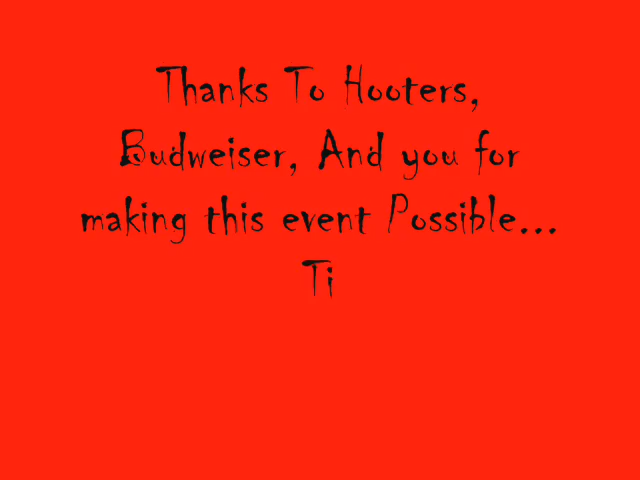 Thanks To Hooters,
Budweiser, And you for
making this event Possible...
Ti